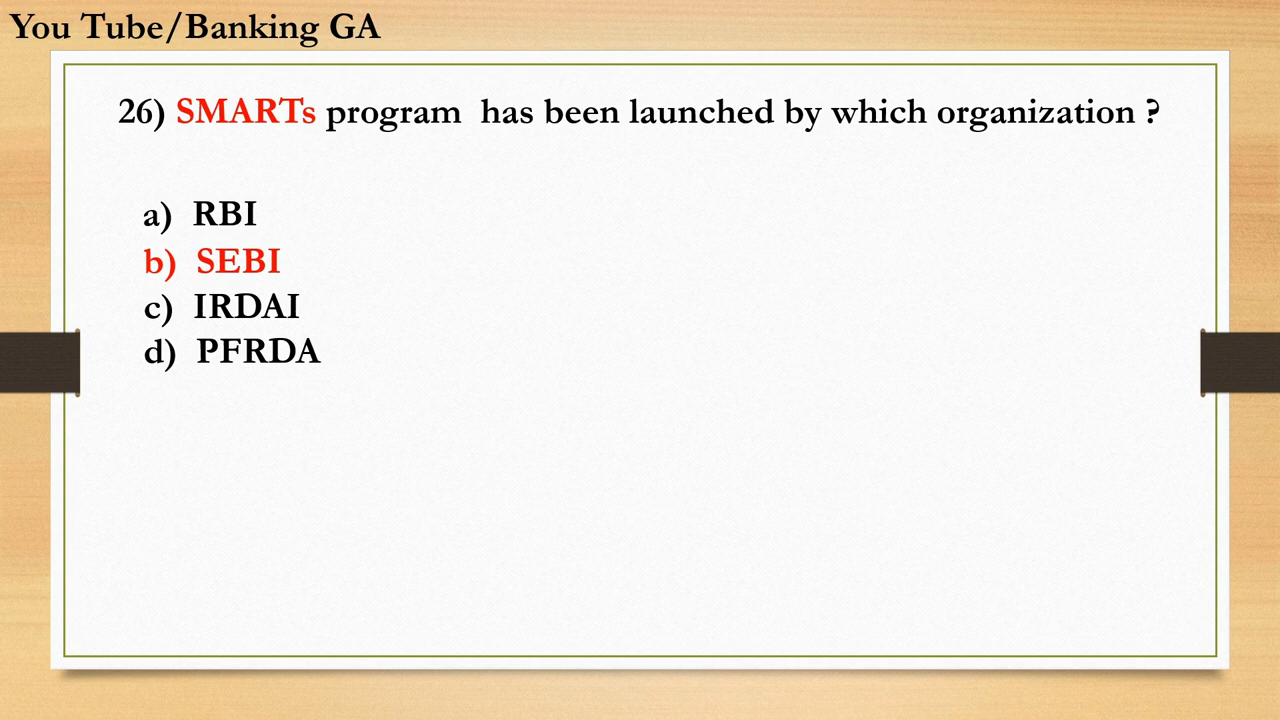 You Tube/Banking GA
26) SMARTs program has been launched by which organization ?
a) RBI
b) SEBI
c) IRDAI
d) PFRDA